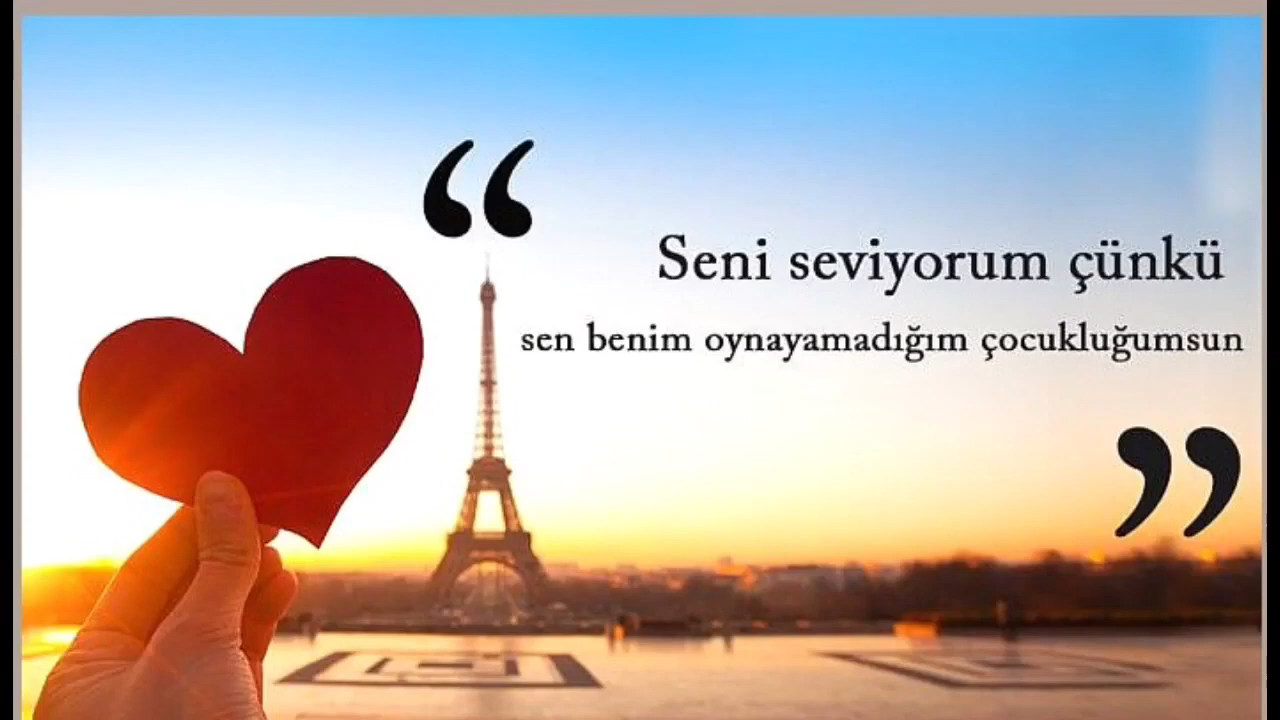 “
Seni seviyorum çünkü
sen benim oynayamadığım çocukluğumsun
”